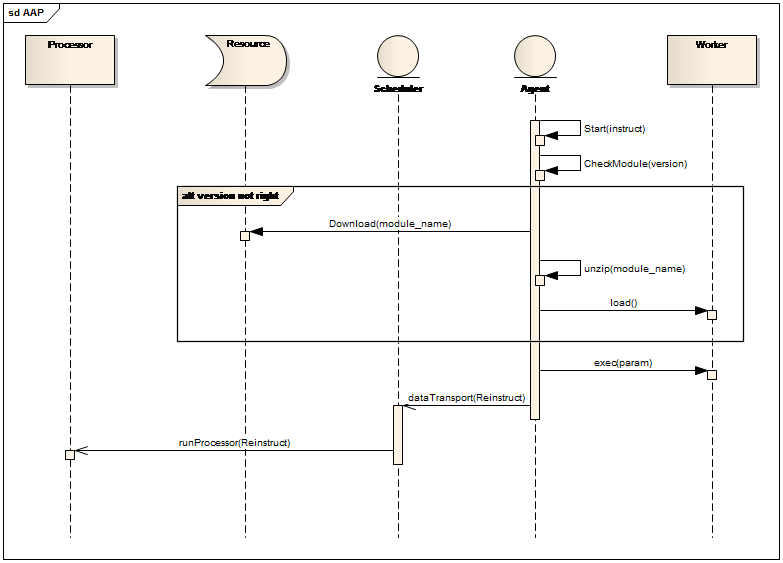 sd AAP
Processor
Resource
Scheduler
Agent
Worker
Start(instruct)
CheckModule(version)
alt version not right
Download(module_name)
unzip(module_name)
load()
exec(param)
dataTransport(Reinstruct)
runProcessor(Reinstruct)